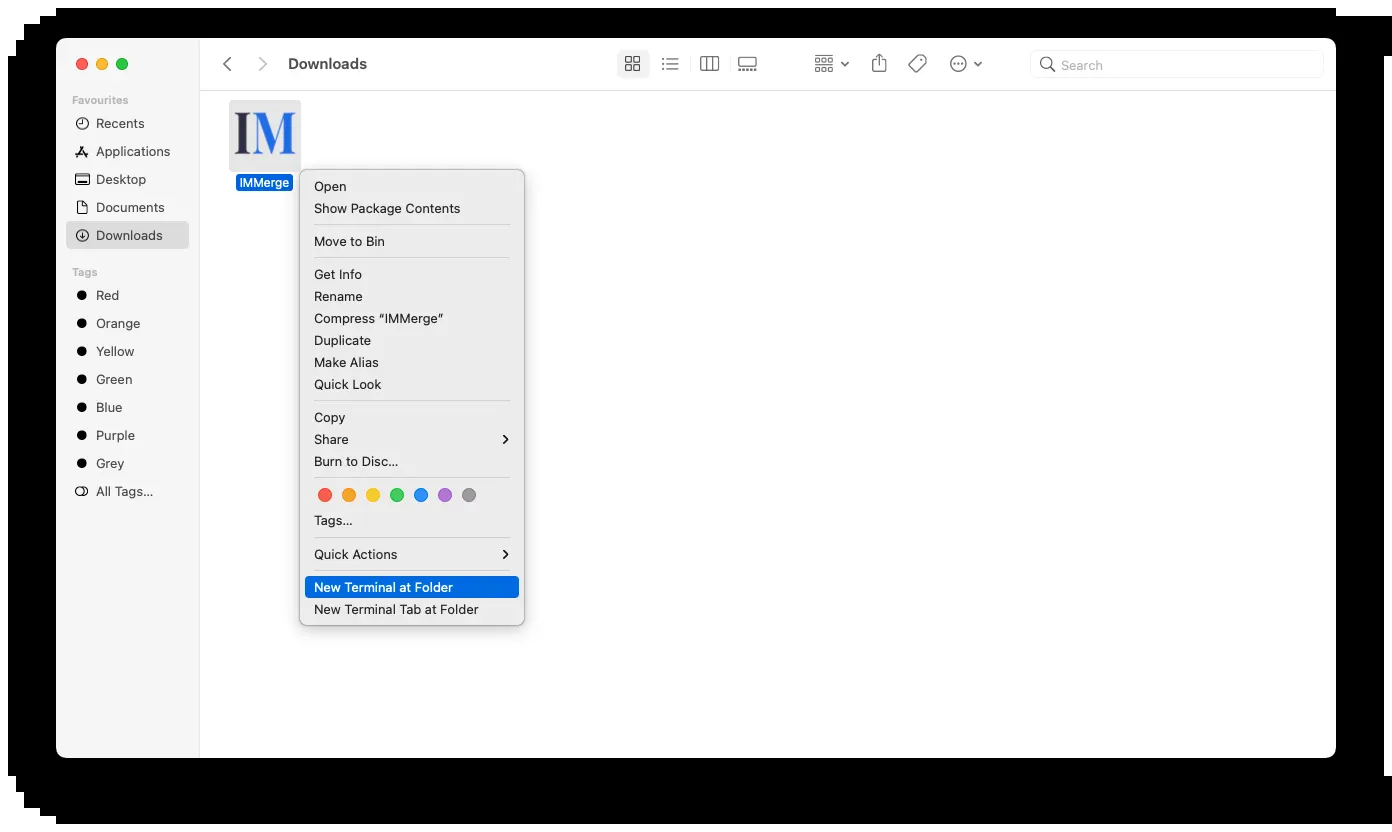 Downloads
Search
Favourites
Recents
Applications
Desktop
Documents
Downloads
Tags
Red
Orange
Yellow
Green
Blue
Purple
Grey
All Tags...
IM
IMMerge
Open
Show Package Contents
Move to Bin
Get Info
Rename
Compress “IMMerge”
Duplicate
Make Alias
Quick Look
Copy
Share
Burn to Disc...
Tags...
Quick Actions
New Terminal at Folder
New Terminal Tab at Folder